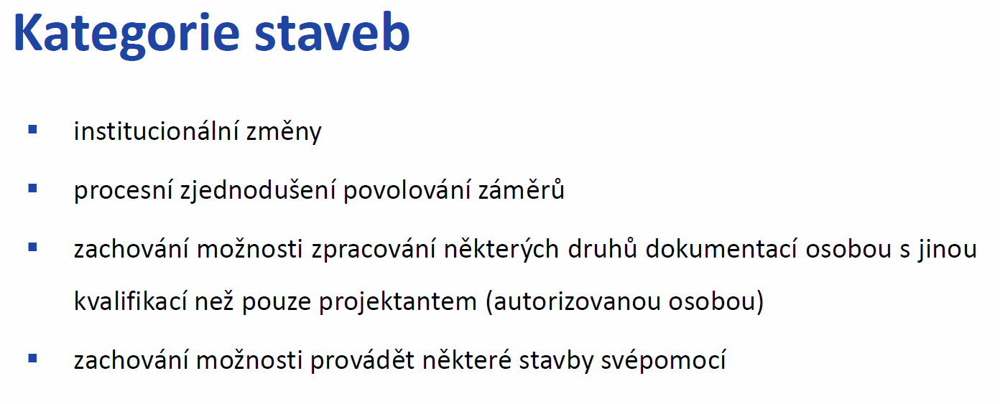 Kategorie staveb
▪ institucionální změny
▪ procesní zjednodušení povolování záměrů
▪ zachování možnosti zpracování některých druhů dokumentací osobou s jinou
kvalifikací než pouze projektantem (autorizovanou osobou)
▪ zachování možnosti provádět některé stavby svépomocí